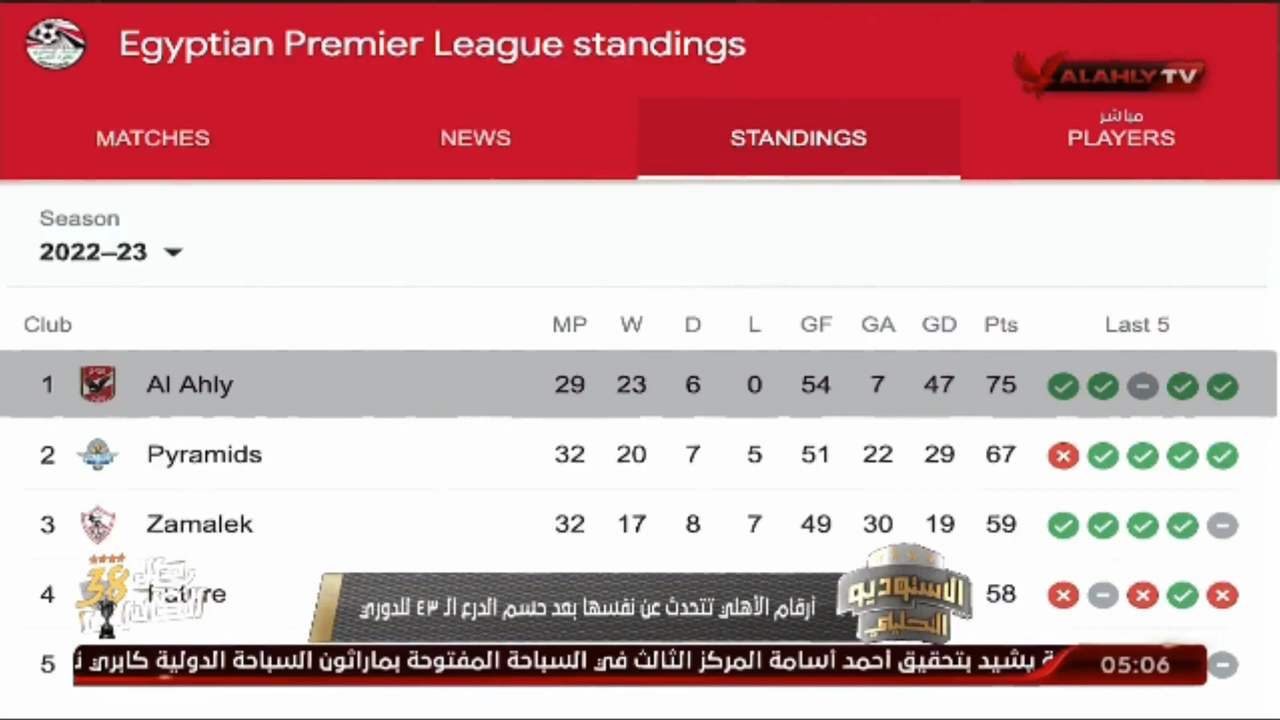 Egyptian Premier League standings
ALAHLY TV
مباشر
MATCHES NEWS STANDINGS PLAYERS
Season
2022–23
Club MP W D L GF GA GD Pts Last 5
1 Al Ahly 29 23 6 0 54 7 47 75
2 Pyramids 32 20 7 5 51 22 29 67
3 Zamalek 32 17 8 7 49 30 19 59
4 Future 58
38
أرقام الأهلي تتحدث عن نفسها بعد حسم الدرع الـ ٤٣ للدوري
الاستوديو
التحليلي
5
يشيد بتحقيق أحمد أسامة المركز الثالث في السباحة المفتوحة بماراثون السباحة الدولية كابري
05:06